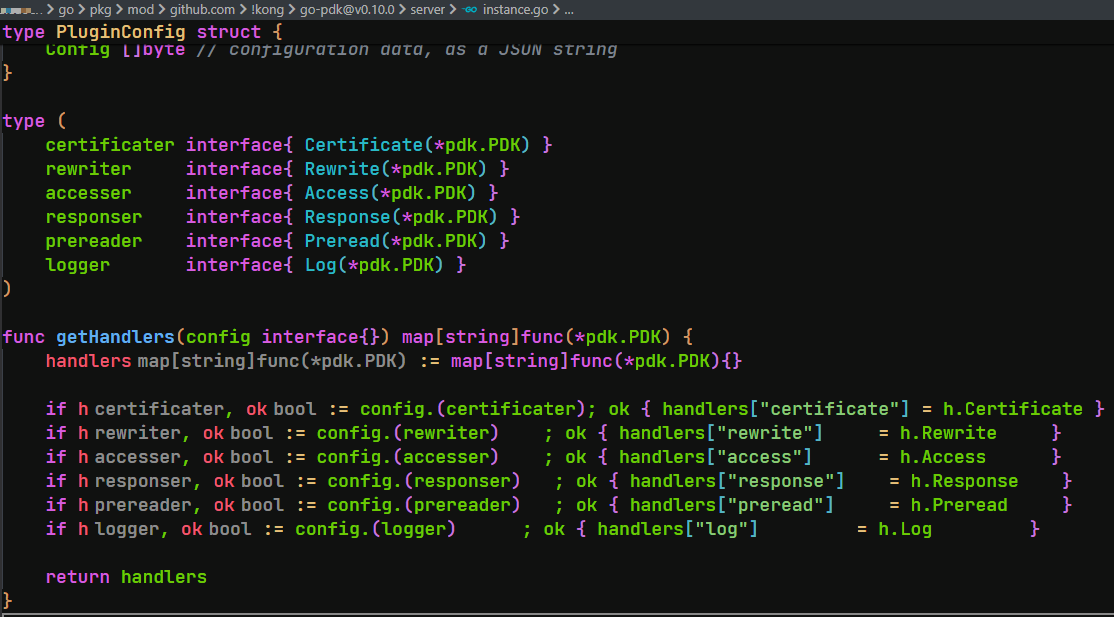 go > pkg > mod > github.com > !kong > go-pdk@v0.10.0 > server > instance.go > ...
type PluginConfig struct {
    Config []byte // configuration data, as a JSON string
}

type (
    certificater interface{ Certificate(*pdk.PDK) }
    rewriter     interface{ Rewrite(*pdk.PDK) }
    accesser     interface{ Access(*pdk.PDK) }
    responser    interface{ Response(*pdk.PDK) }
    prereader    interface{ Preread(*pdk.PDK) }
    logger       interface{ Log(*pdk.PDK) }
)

func getHandlers(config interface{}) map[string]func(*pdk.PDK) {
    handlers map[string]func(*pdk.PDK) := map[string]func(*pdk.PDK){}

    if h certificater, ok bool := config.(certificater); ok { handlers["certificate"] = h.Certificate }
    if h rewriter, ok bool := config.(rewriter)    ; ok { handlers["rewrite"]     = h.Rewrite     }
    if h accesser, ok bool := config.(accesser)    ; ok { handlers["access"]      = h.Access      }
    if h responser, ok bool := config.(responser)   ; ok { handlers["response"]    = h.Response    }
    if h prereader, ok bool := config.(prereader)   ; ok { handlers["preread"]     = h.Preread     }
    if h logger, ok bool := config.(logger)      ; ok { handlers["log"]         = h.Log         }

    return handlers
}